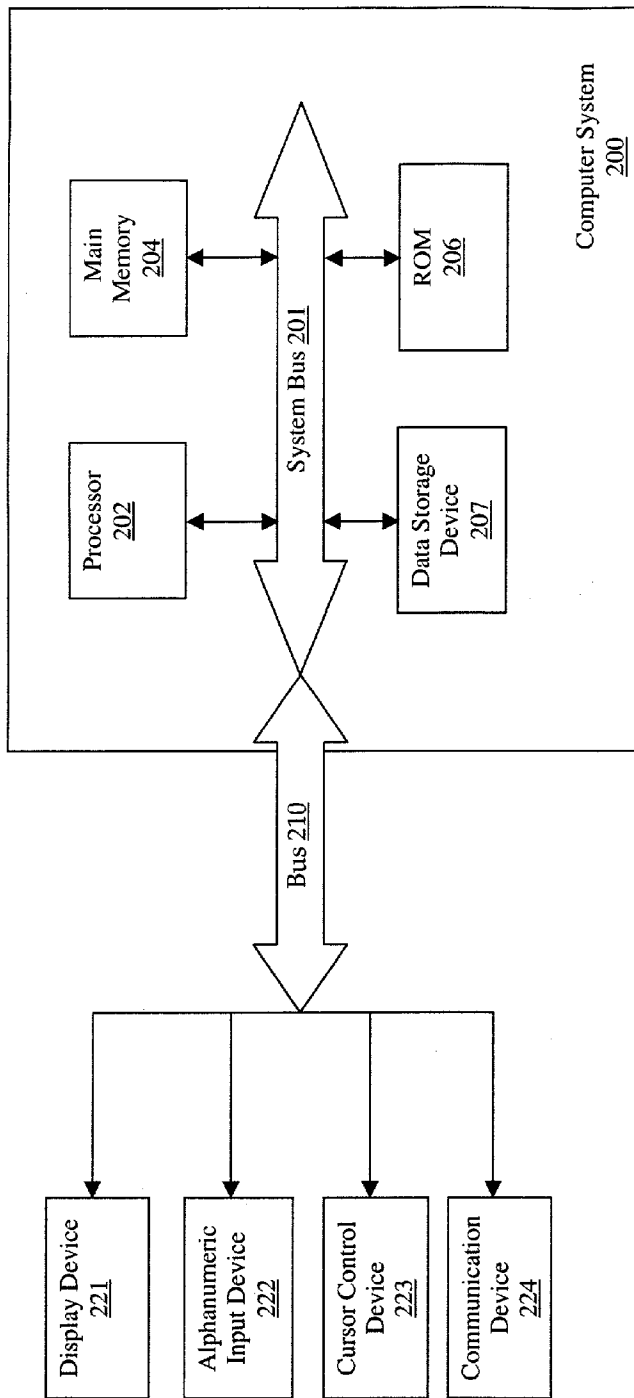 Display Device
221
Alphanumeric
Input Device
222
Cursor Control
Device
223
Communication
Device
224
Bus 210
Processor
202
Main
Memory
204
System Bus 201
Data Storage
Device
207
ROM
206
Computer System
200